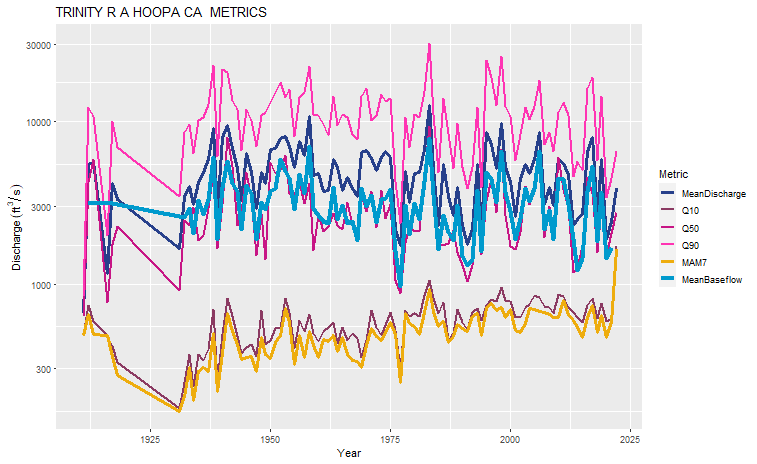 TRINITY R A HOOPA CA  METRICS
Discharge (ft³/s)
30000
10000
3000
1000
300
1925
1950
1975
2000
2025
Year
Metric
MeanDischarge
Q10
Q50
Q90
MAM7
MeanBaseflow